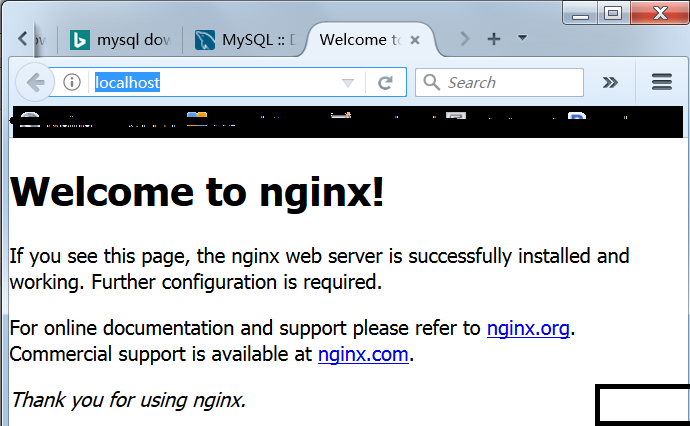 mysql dow
MySQL :: D
Welcome to
localhost
Search
Welcome to nginx!
If you see this page, the nginx web server is successfully installed and
working. Further configuration is required.
For online documentation and support please refer to nginx.org.
Commercial support is available at nginx.com.
Thank you for using nginx.